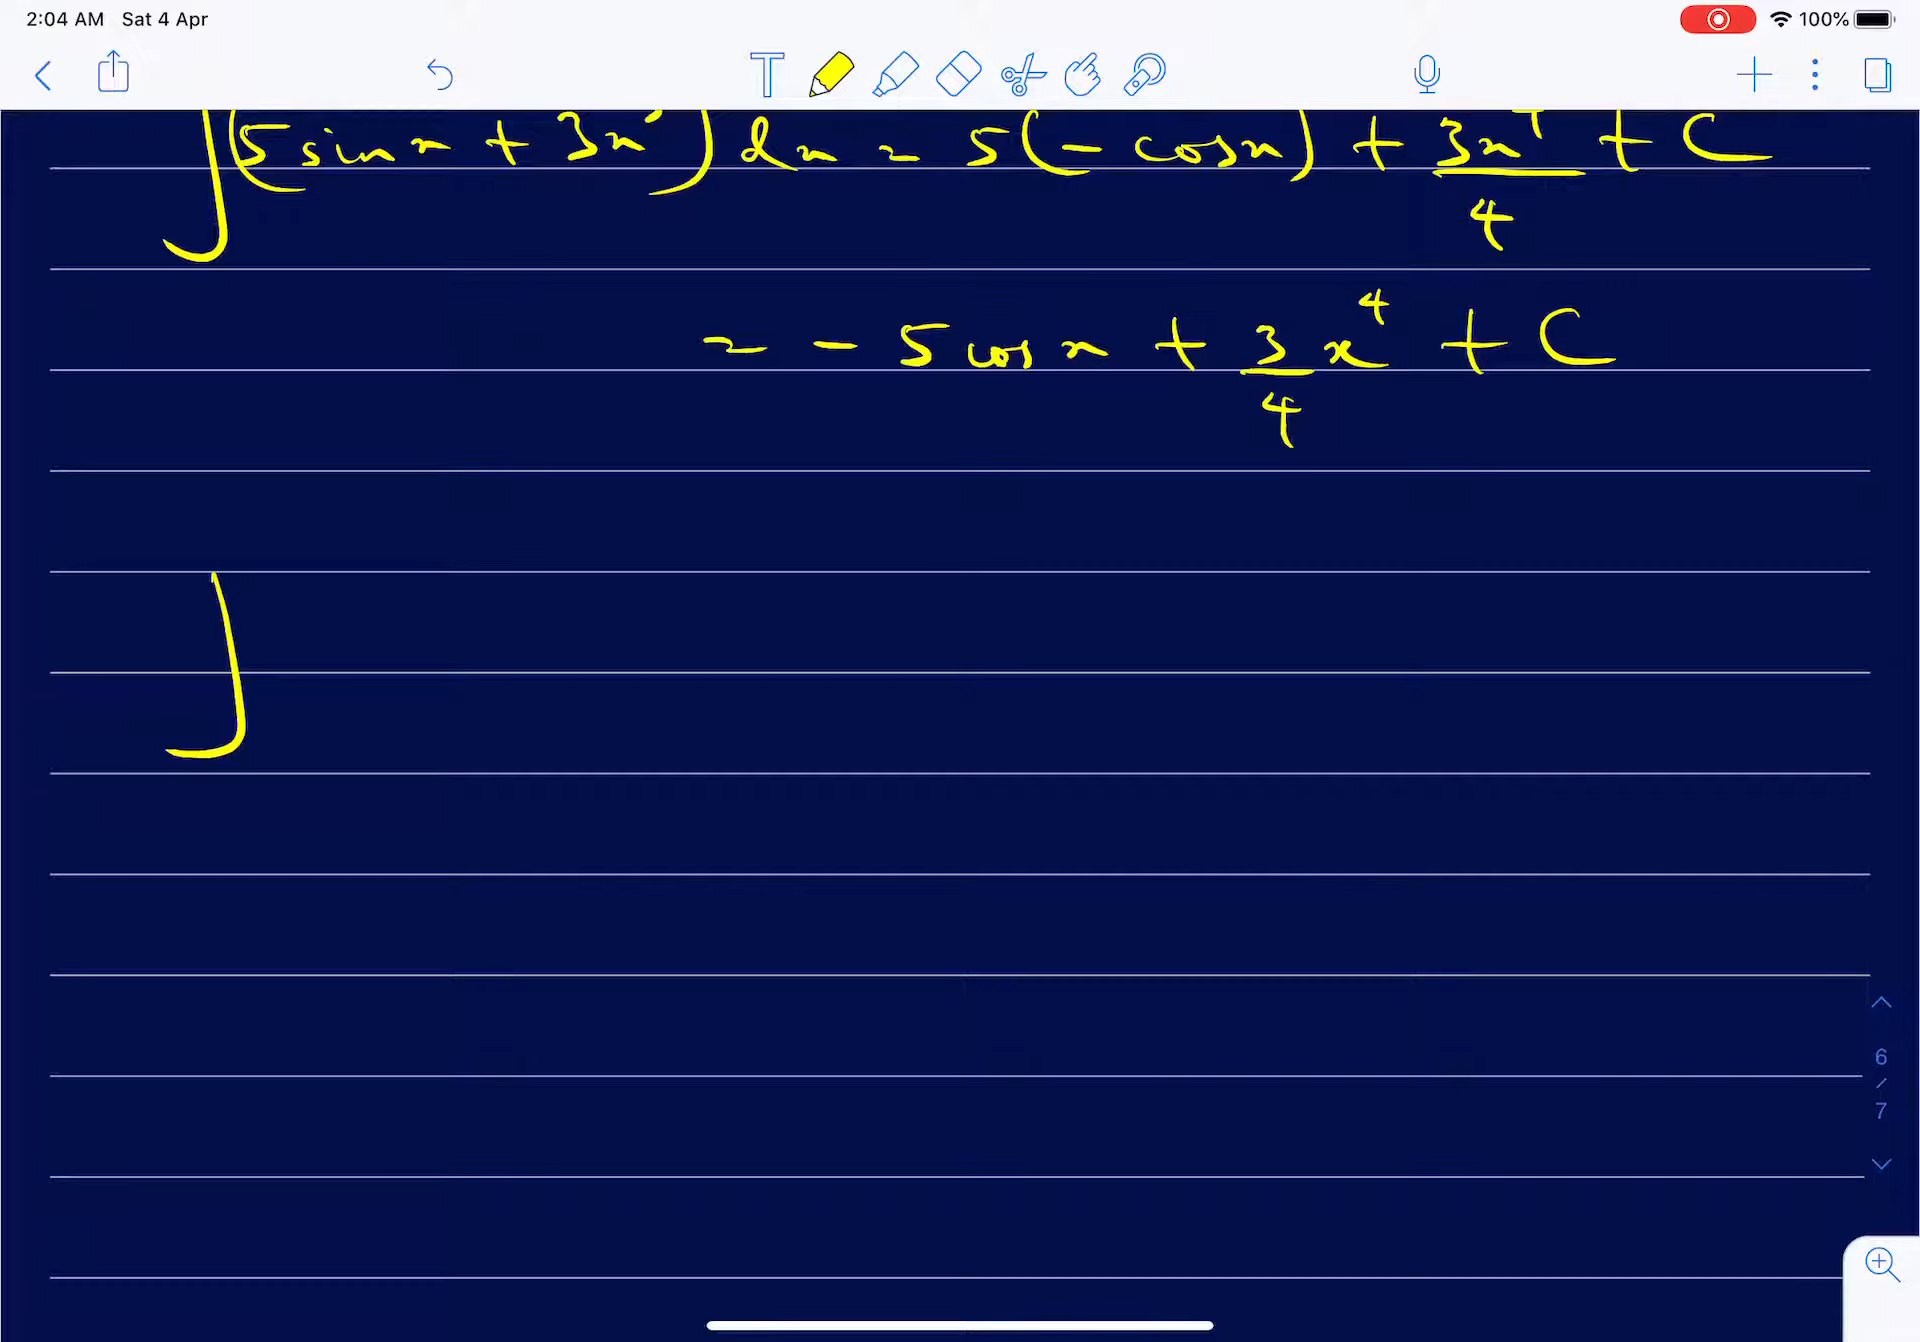 2:04 AM Sat 4 Apr 100%
∫(5 sin x + 3x³) dx = 5(- cos x) + 3x⁴/4 + C
= - 5 cos x + 3/4 x⁴ + C
∫
6
/
7